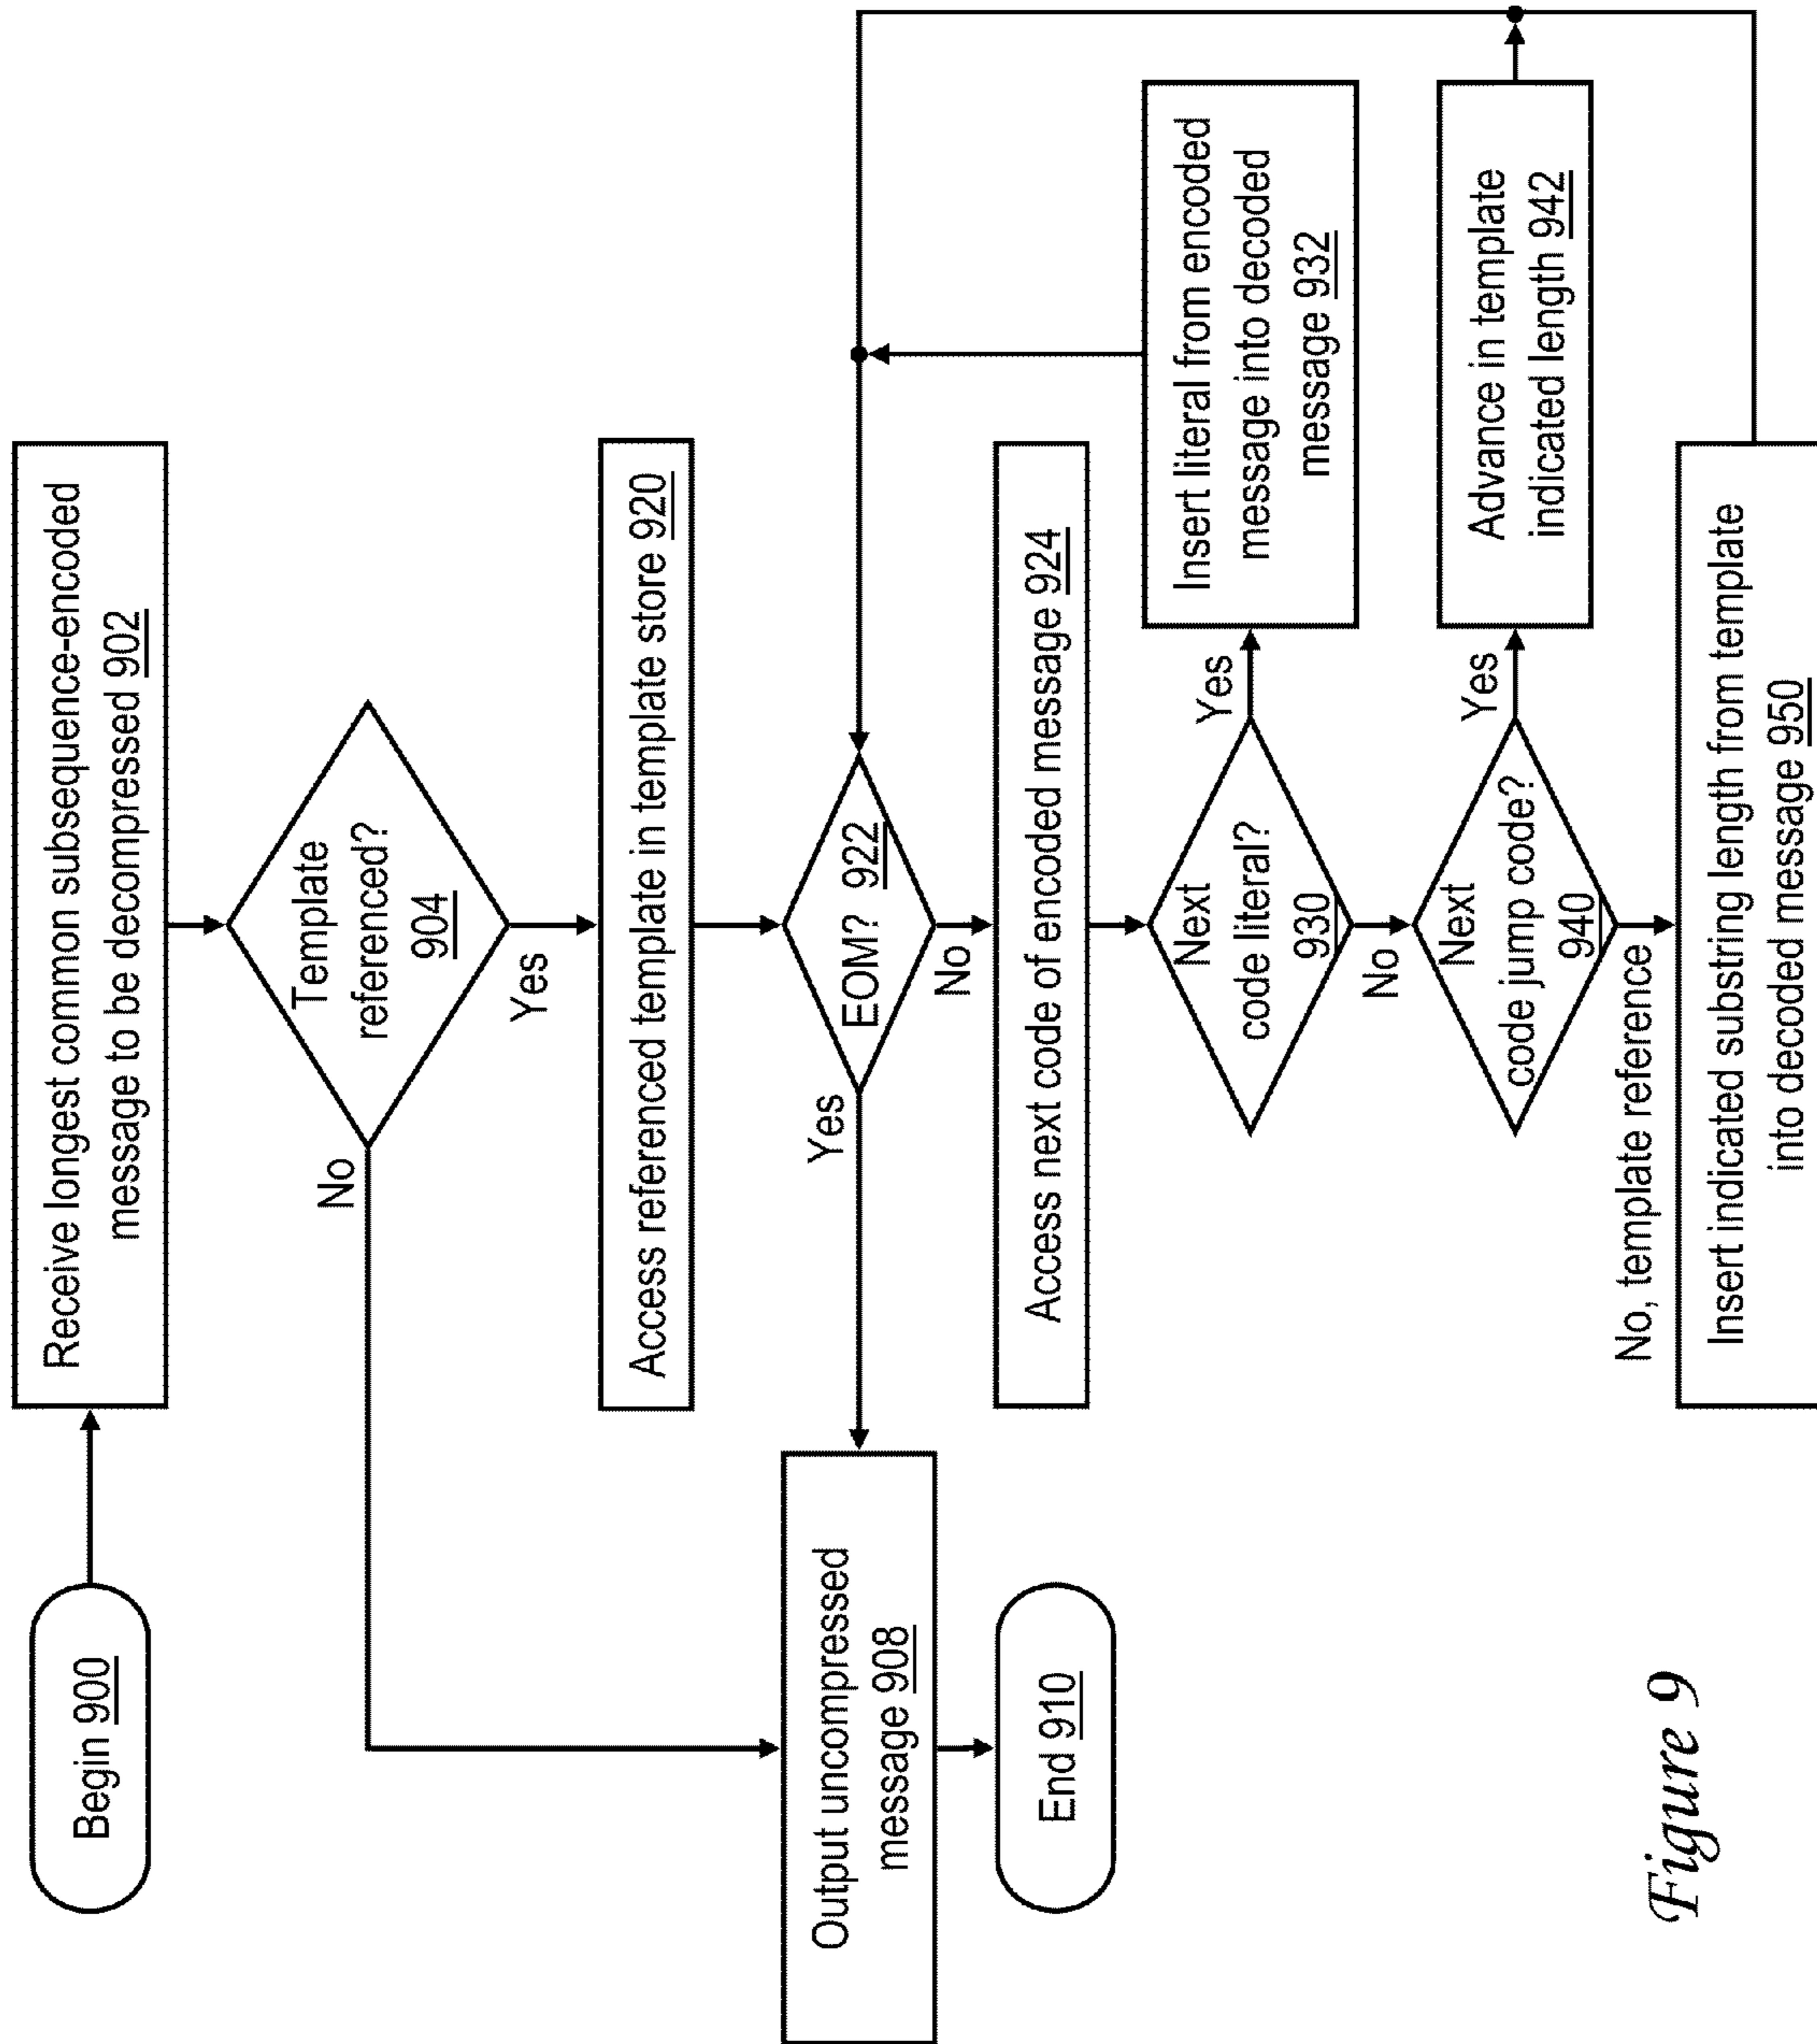 Begin 900
Receive longest common subsequence-encoded
message to be decompressed 902
Template
referenced?
904
No
Yes
Access referenced template in template store 920
EOM? 922
Yes
No
Output uncompressed
message 908
End 910
Access next code of encoded message 924
Next
code literal?
930
Yes
No
Insert literal from encoded
message into decoded
message 932
Next
code jump code?
940
Yes
No, template reference
Advance in template
indicated length 942
Insert indicated substring length from template
into decoded message 950
Figure 9